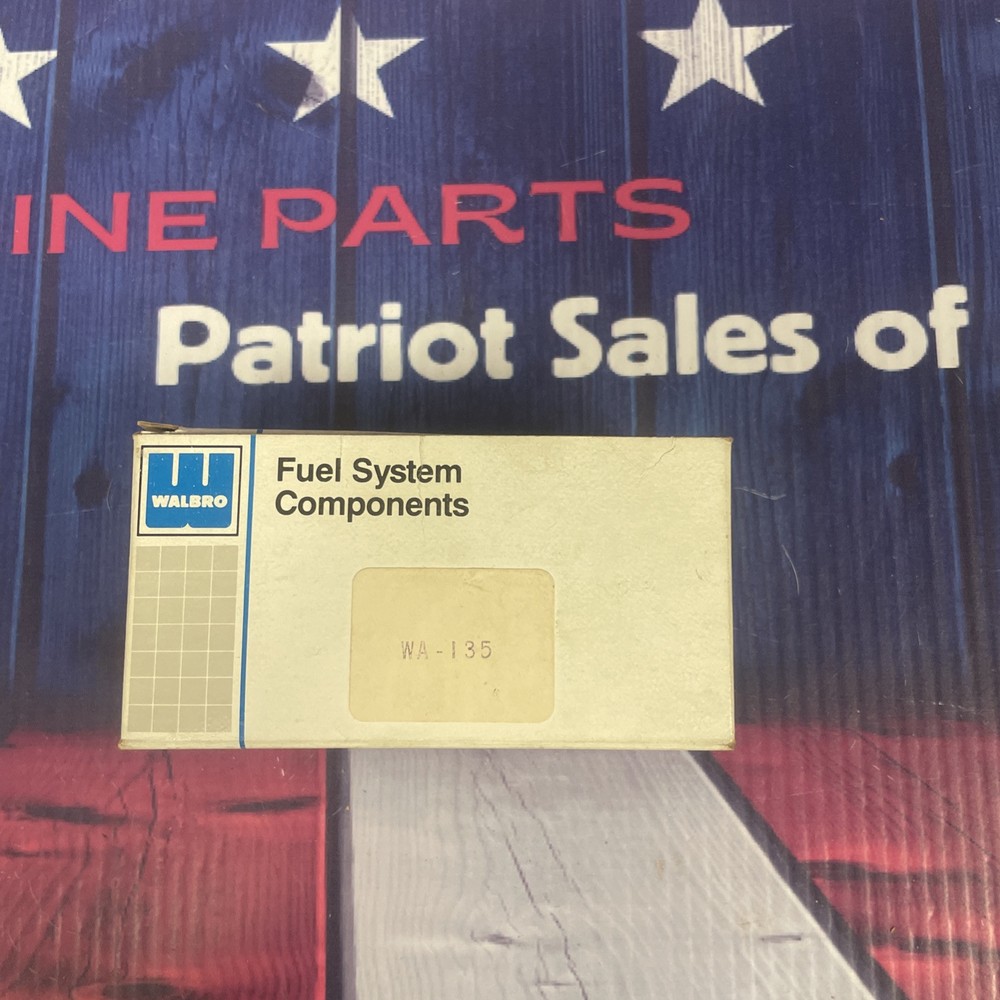 INE PARTS
Patriot Sales of
WALBRO
Fuel System
Components
WA-135